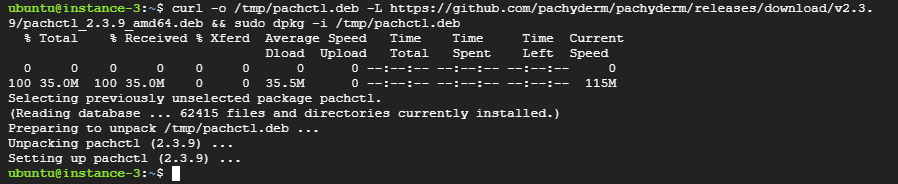 ubuntu@instance-3:~$ curl -o /tmp/pachctl.deb -L https://github.com/pachyderm/pachyderm/releases/download/v2.3.
9/pachctl_2.3.9_amd64.deb && sudo dpkg -i /tmp/pachctl.deb
  % Total    % Received % Xferd  Average Speed   Time    Time     Time  Current
                                 Dload  Upload   Total   Spent    Left  Speed
  0     0    0     0    0     0      0      0 --:--:-- --:--:-- --:--:--     0
100 35.0M  100 35.0M    0     0  35.5M      0 --:--:-- --:--:-- --:--:--  115M
Selecting previously unselected package pachctl.
(Reading database ... 62415 files and directories currently installed.)
Preparing to unpack /tmp/pachctl.deb ...
Unpacking pachctl (2.3.9) ...
Setting up pachctl (2.3.9) ...
ubuntu@instance-3:~$